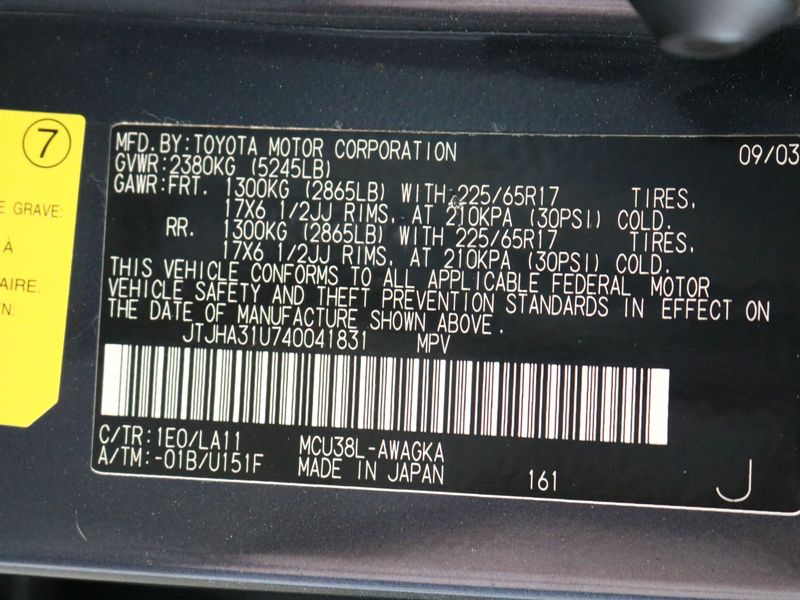 7
E GRAVE:
À
AIRE.
EN:
MFD. BY: TOYOTA MOTOR CORPORATION 09/03
GVWR: 2380KG (5245LB)
GAWR: FRT. 1300KG (2865LB) WITH 225/65R17 TIRES,
17X6 1/2JJ RIMS, AT 210KPA (30PSI) COLD.
RR. 1300KG (2865LB) WITH 225/65R17 TIRES,
17X6 1/2JJ RIMS, AT 210KPA (30PSI) COLD.
THIS VEHICLE CONFORMS TO ALL APPLICABLE FEDERAL MOTOR
VEHICLE SAFETY AND THEFT PREVENTION STANDARDS IN EFFECT ON
THE DATE OF MANUFACTURE SHOWN ABOVE.
JTJHA31U740041831 MPV
C/TR: 1E0/LA11 MCU38L-AWAGKA
A/TM: -01B/U151F MADE IN JAPAN 161 J